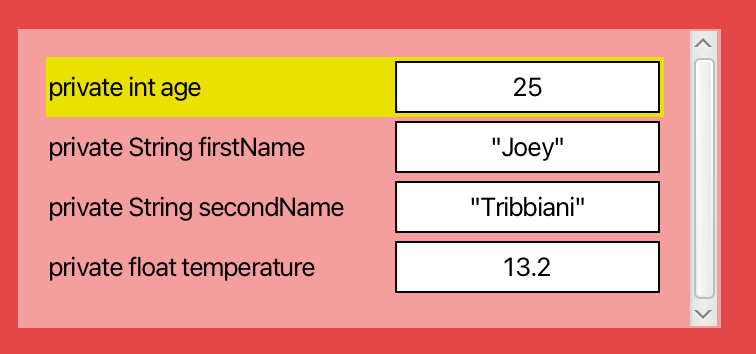 private int age 25
private String firstName "Joey"
private String secondName "Tribbiani"
private float temperature 13.2